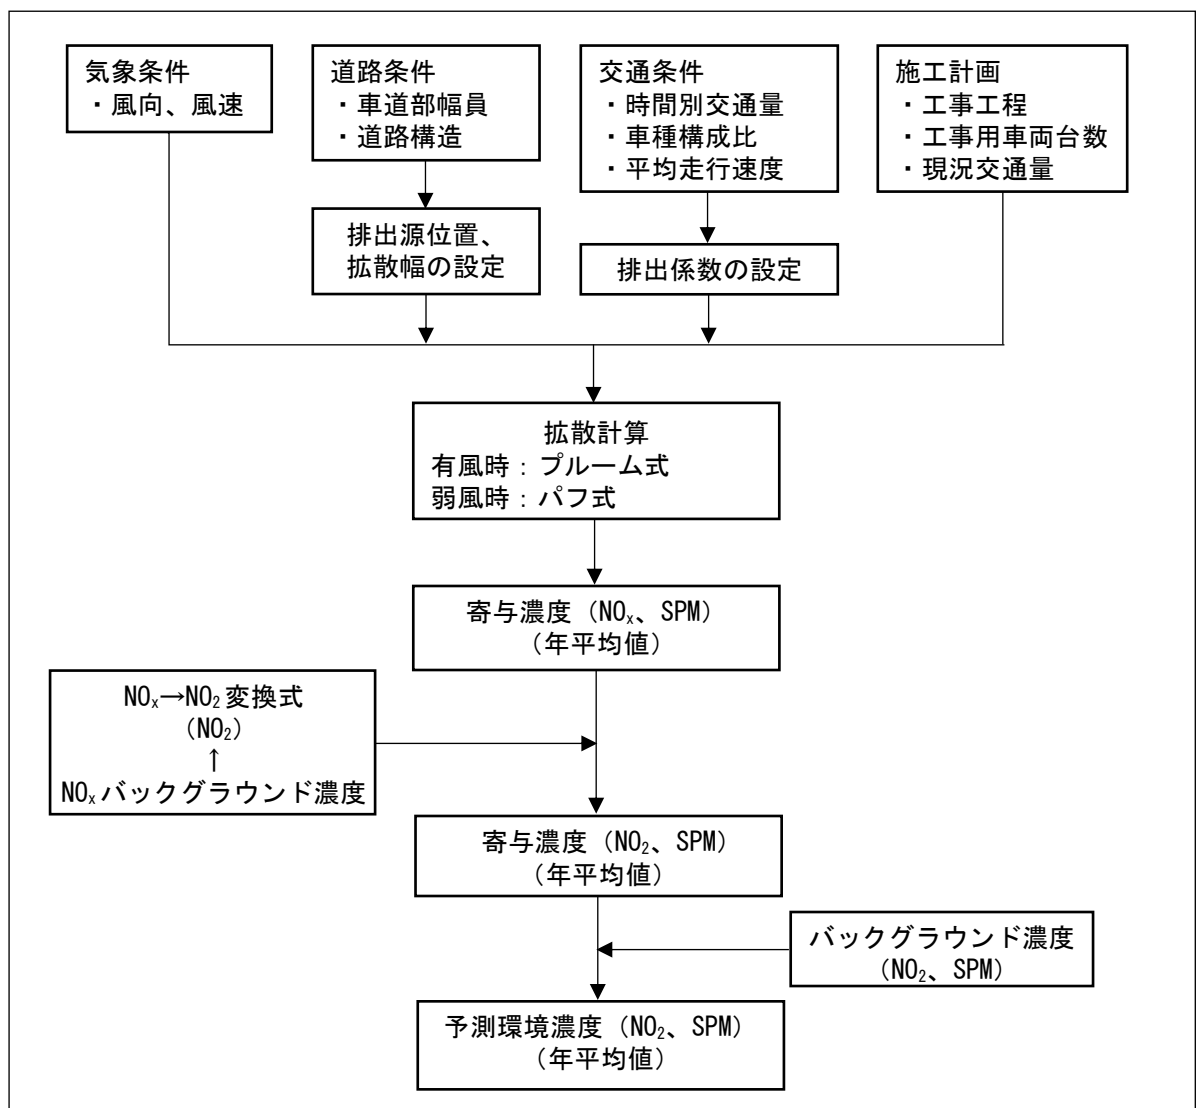 気象条件
・風向、風速
道路条件
・車道部幅員
・道路構造
交通条件
・時間別交通量
・車種構成比
・平均走行速度
施工計画
・工事工程
・工事用車両台数
・現況交通量
排出源位置、
拡散幅の設定
排出係数の設定
拡散計算
有風時：プルーム式
弱風時：パフ式
寄与濃度（NOx、SPM）
（年平均値）
NOx→NO2変換式
（NO2）
↑
NOxバックグラウンド濃度
寄与濃度（NO2、SPM）
（年平均値）
バックグラウンド濃度
（NO2、SPM）
予測環境濃度（NO2、SPM）
（年平均値）